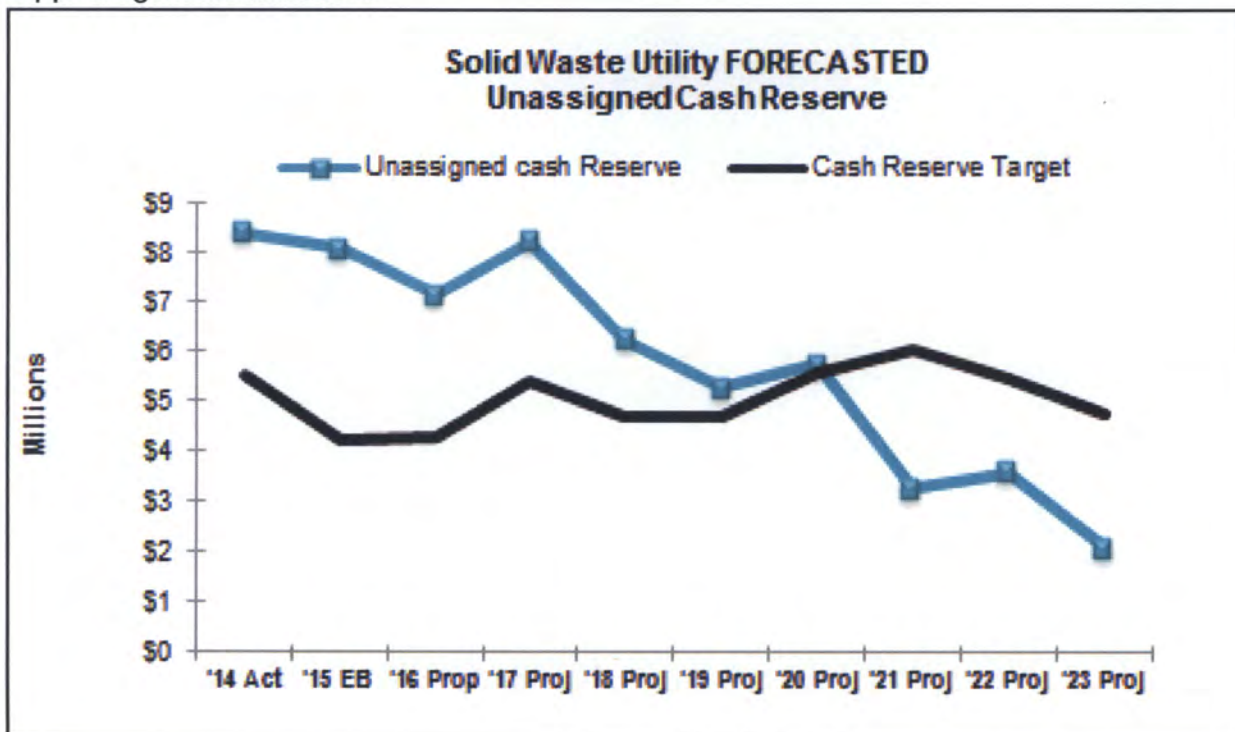 Solid Waste Utility FORECASTED
Unassigned Cash Reserve
Unassigned cash Reserve Cash Reserve Target
$9
$8
$7
$6
$5
$4
$3
$2
$1
$0
Millions
'14 Act '15 EB '16 Prop '17 Proj '18 Proj '19 Proj '20 Proj '21 Proj '22 Proj '23 Proj